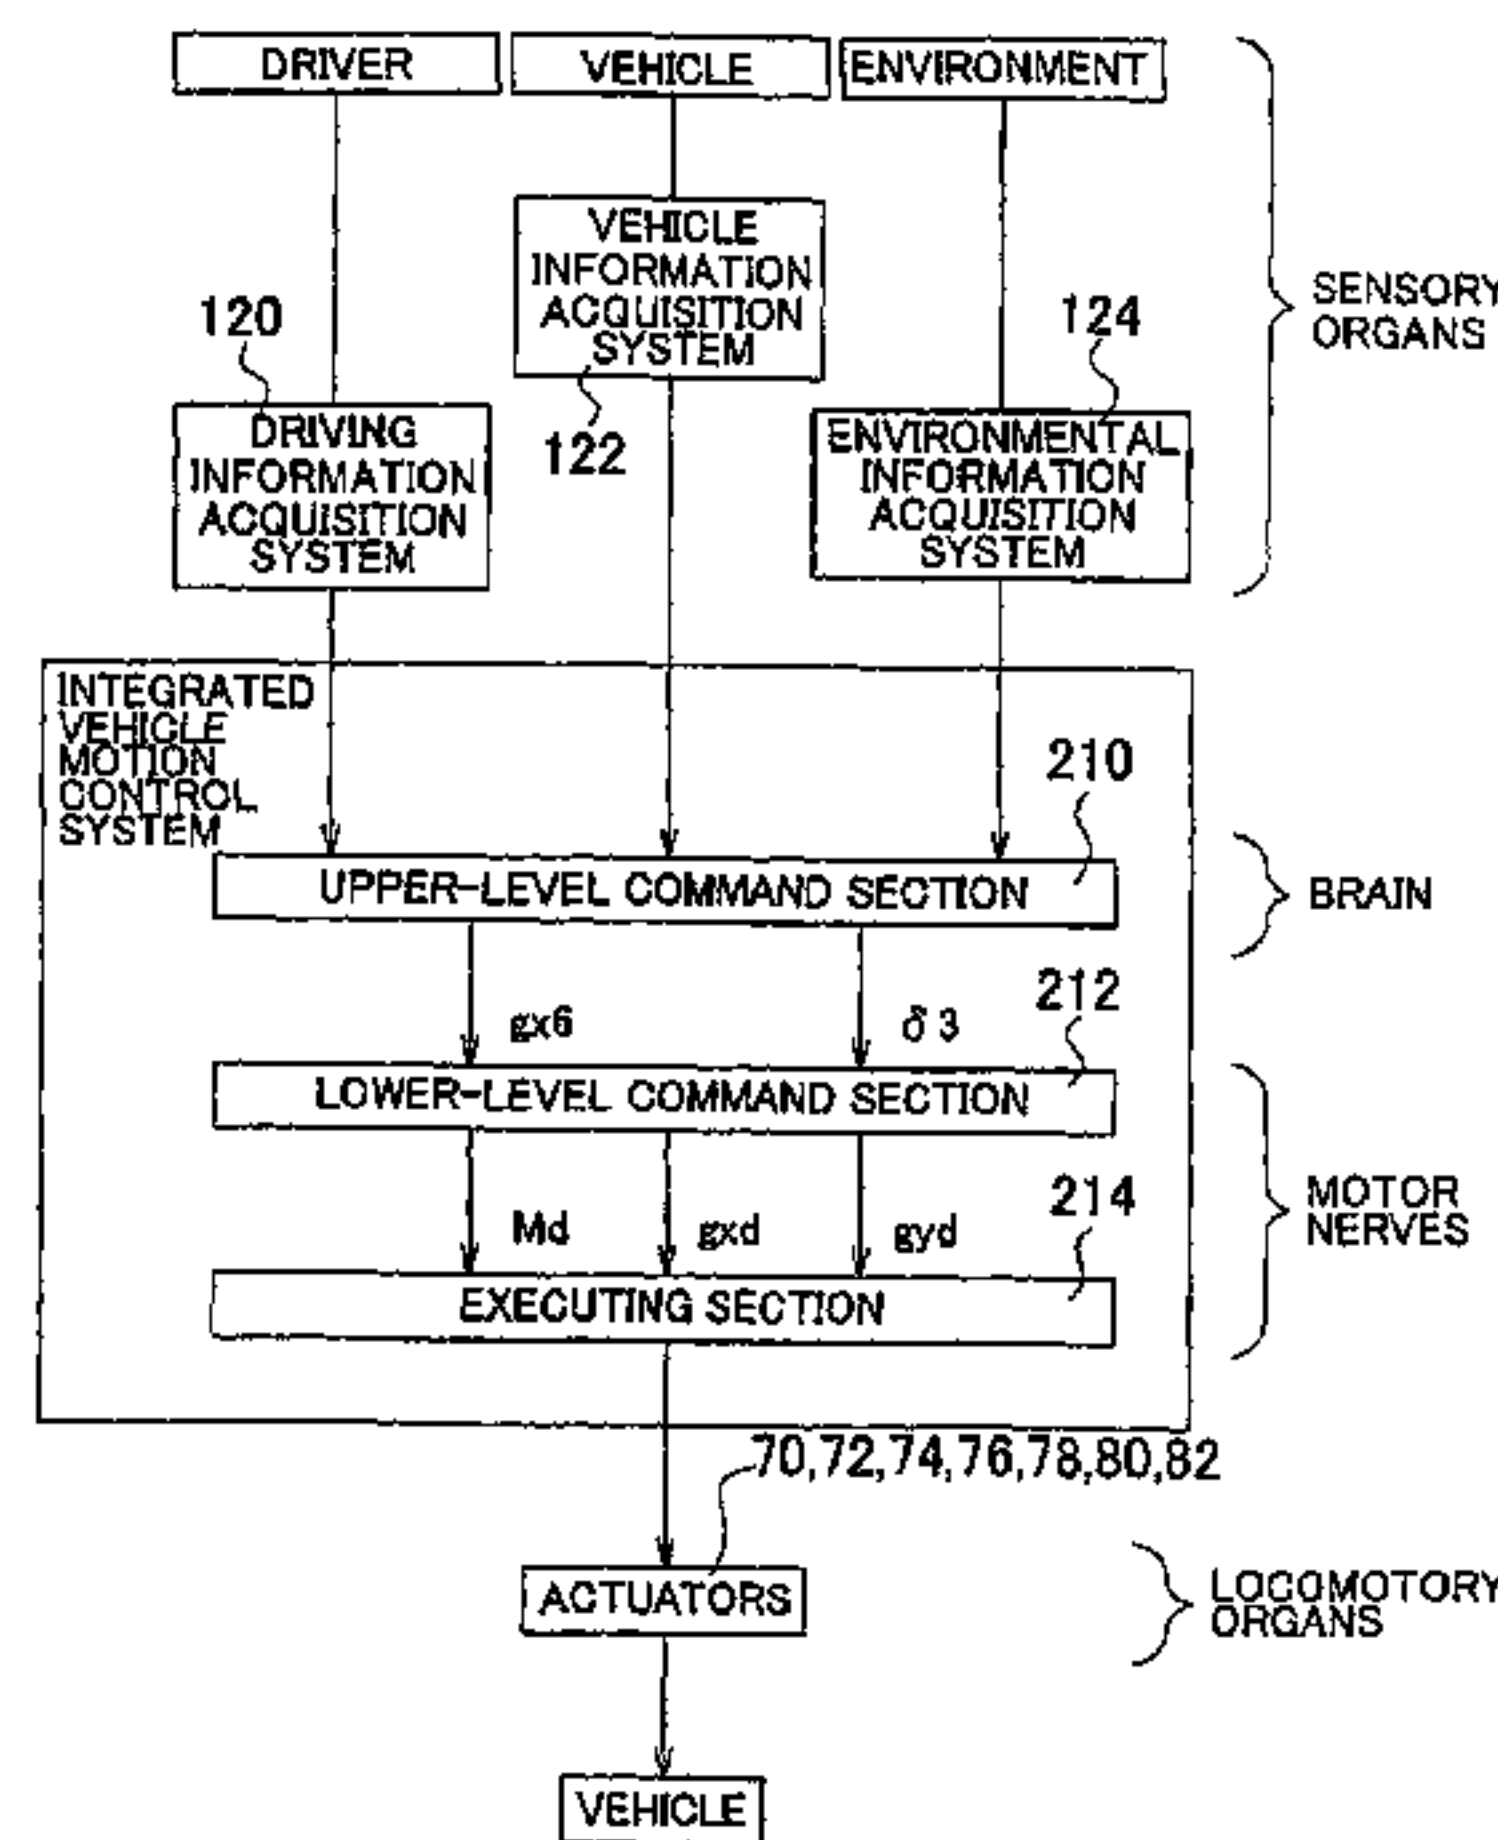 DRIVER
VEHICLE
ENVIRONMENT
VEHICLE
INFORMATION
ACQUISITION
SYSTEM
122
120
DRIVING
INFORMATION
ACQUISITION
SYSTEM
124
ENVIRONMENTAL
INFORMATION
ACQUISITION
SYSTEM
SENSORY
ORGANS
INTEGRATED
VEHICLE
MOTION
CONTROL
SYSTEM
210
UPPER-LEVEL COMMAND SECTION
BRAIN
gx6
δ3
212
LOWER-LEVEL COMMAND SECTION
Md
gxd
gyd
214
EXECUTING SECTION
MOTOR
NERVES
70,72,74,76,78,80,82
ACTUATORS
LOCOMOTORY
ORGANS
VEHICLE